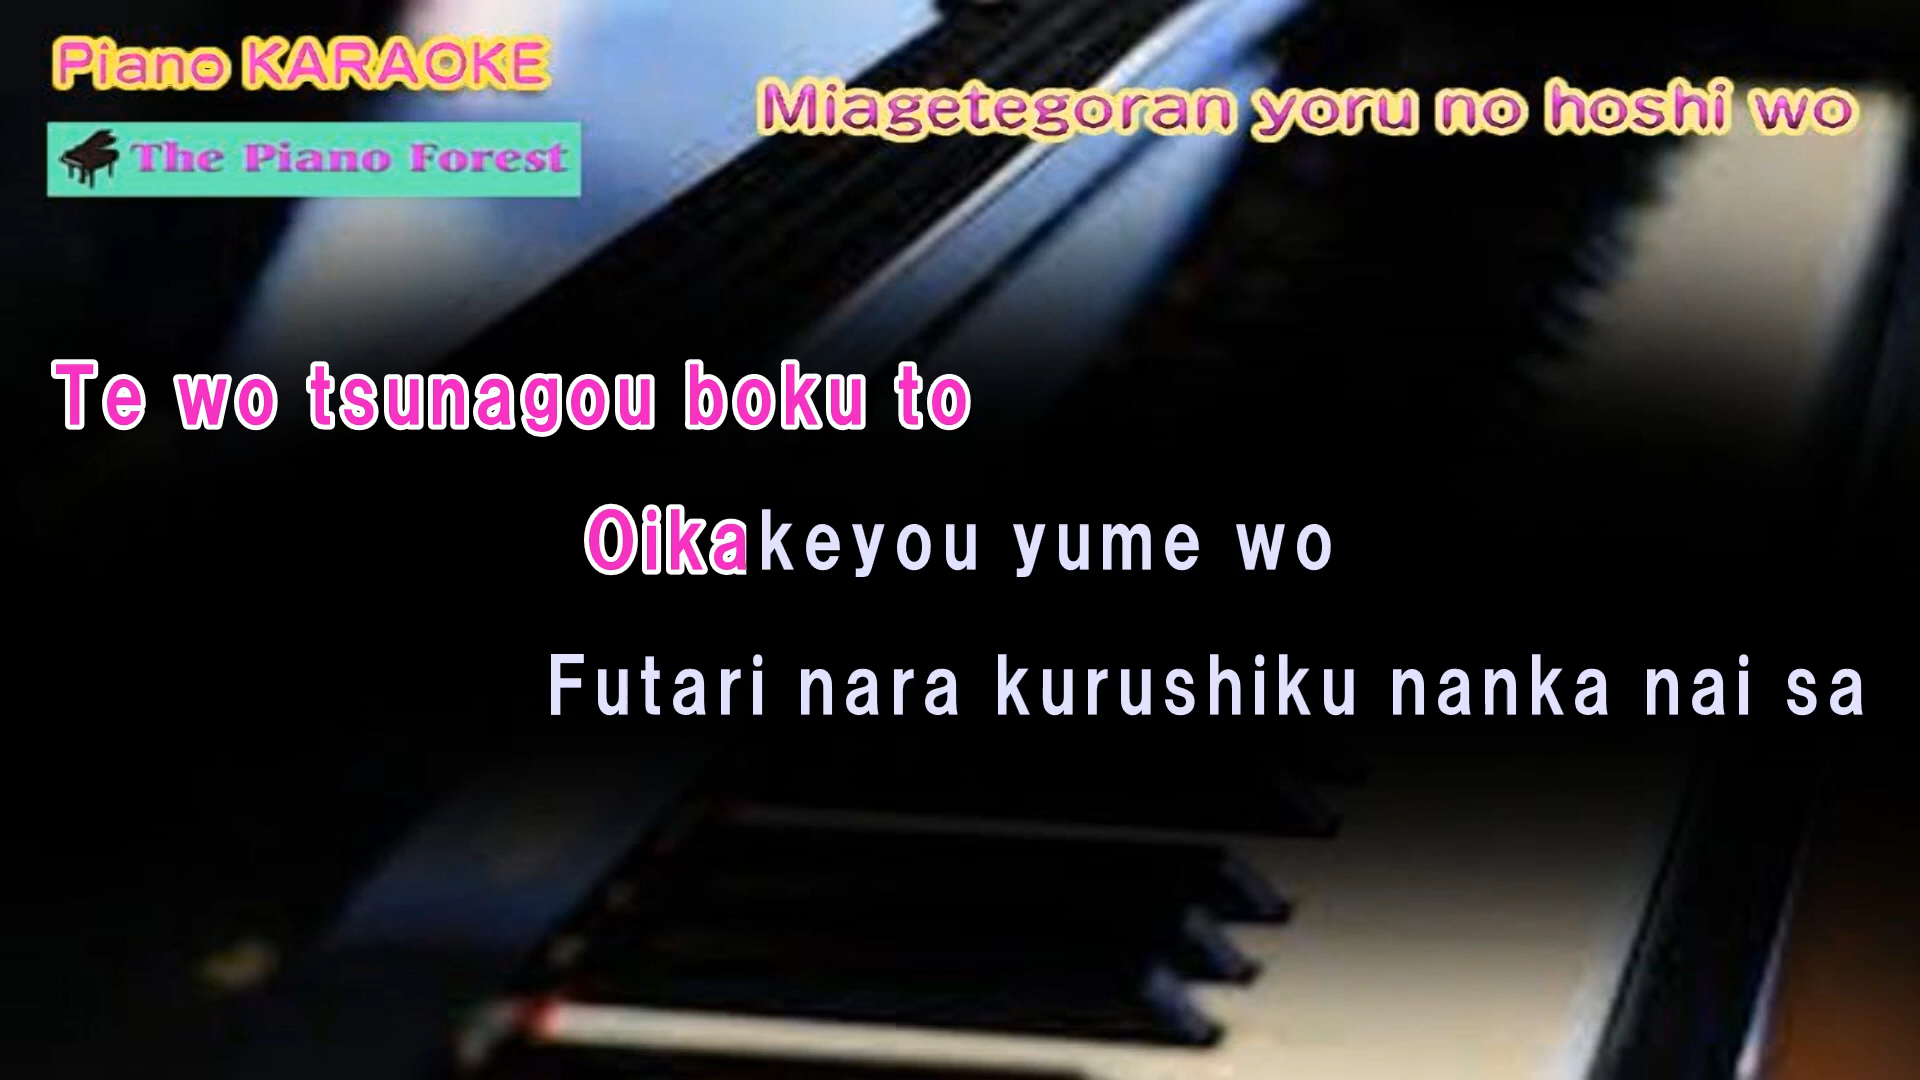 Piano KARAOKE
The Piano Forest
Miagetegoran yoru no hoshi wo
Te wo tsunagou boku to
Oikakeyou yume wo
Futari nara kurushiku nanka nai sa